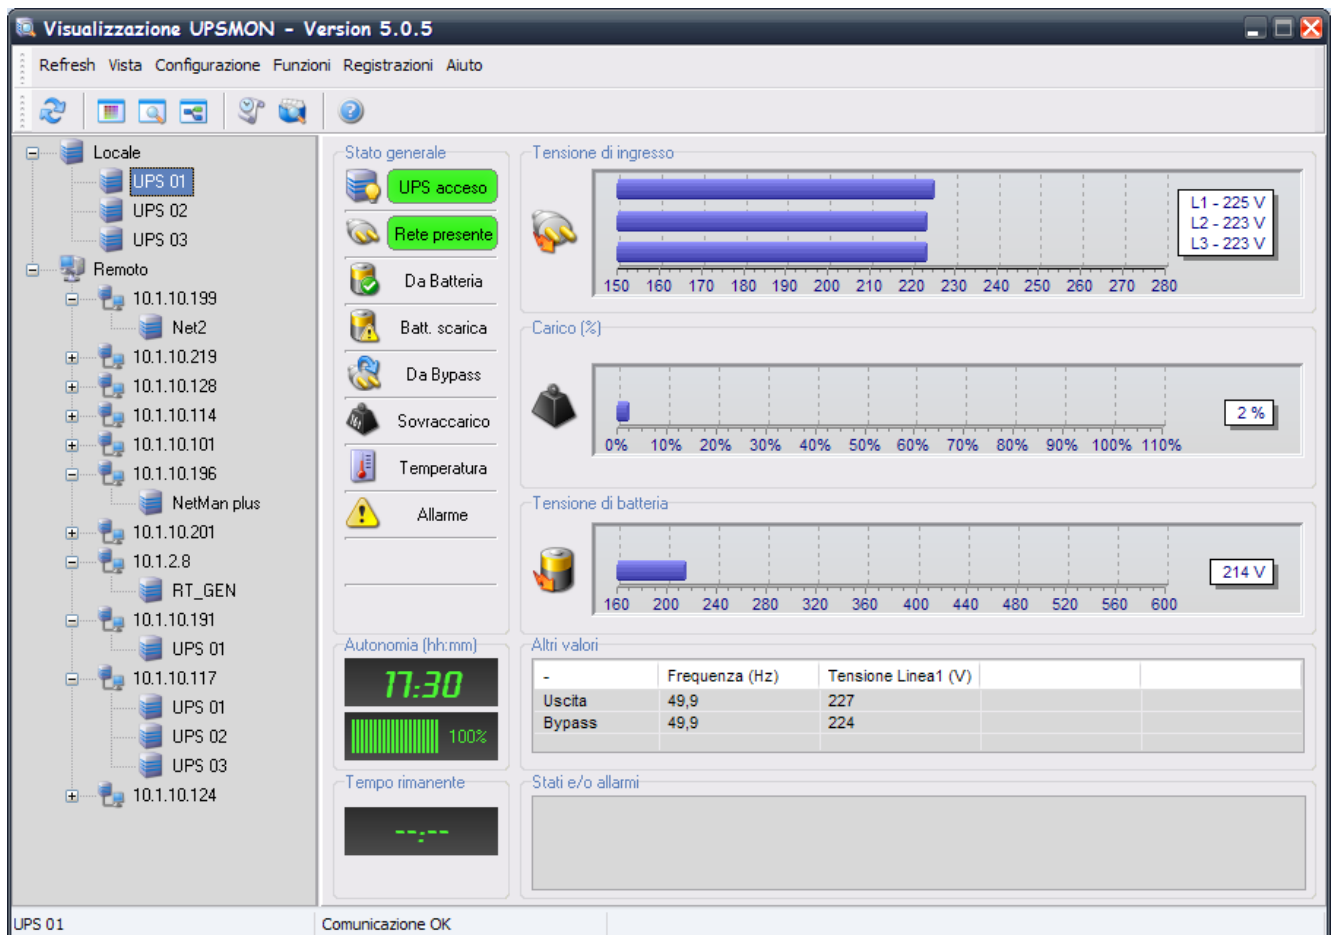 Visualizzazione UPSMON - Version 5.0.5
Refresh Vista Configurazione Funzioni Registrazioni Aiuto
Locale
UPS 01
UPS 02
UPS 03
Remoto
10.1.10.199
Net2
10.1.10.219
10.1.10.128
10.1.10.114
10.1.10.101
10.1.10.196
NetMan plus
10.1.10.201
10.1.2.8
RT_GEN
10.1.10.191
UPS 01
10.1.10.117
UPS 01
UPS 02
UPS 03
10.1.10.124
Stato generale
UPS acceso
Rete presente
Da Batteria
Batt. scarica
Da Bypass
Sovraccarico
Temperatura
Allarme
Autonomia (hh:mm)
17:30
100%
Tempo rimanente
--:--
Tensione di ingresso
L1 - 225 V
L2 - 223 V
L3 - 223 V
150 160 170 180 190 200 210 220 230 240 250 260 270 280
Carico (%)
2 %
0% 10% 20% 30% 40% 50% 60% 70% 80% 90% 100% 110%
Tensione di batteria
214 V
160 200 240 280 320 360 400 440 480 520 560 600
Altri valori
- Frequenza (Hz) Tensione Linea1 (V)
Uscita 49,9 227
Bypass 49,9 224
Stati e/o allarmi
UPS 01 Comunicazione OK